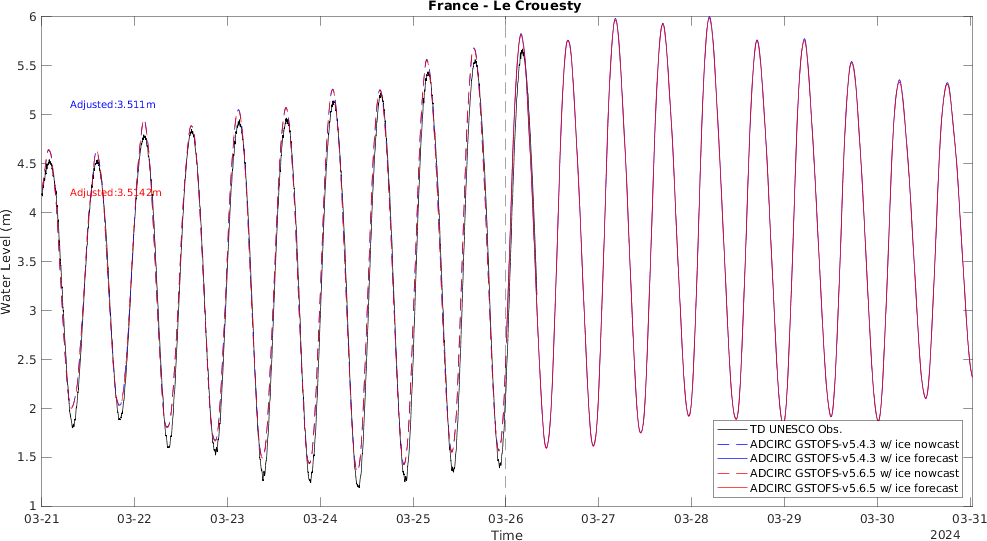 France - Le Crouesty
6
5.5
5
4.5
4
3.5
3
2.5
2
1.5
1
Water Level (m)
Adjusted:3.511m
Adjusted:3.5142m
TD UNESCO Obs.
ADCIRC GSTOFS-v5.4.3 w/ ice nowcast
ADCIRC GSTOFS-v5.4.3 w/ ice forecast
ADCIRC GSTOFS-v5.6.5 w/ ice nowcast
ADCIRC GSTOFS-v5.6.5 w/ ice forecast
03-21 03-22 03-23 03-24 03-25 03-26 03-27 03-28 03-29 03-30 03-31
Time
2024